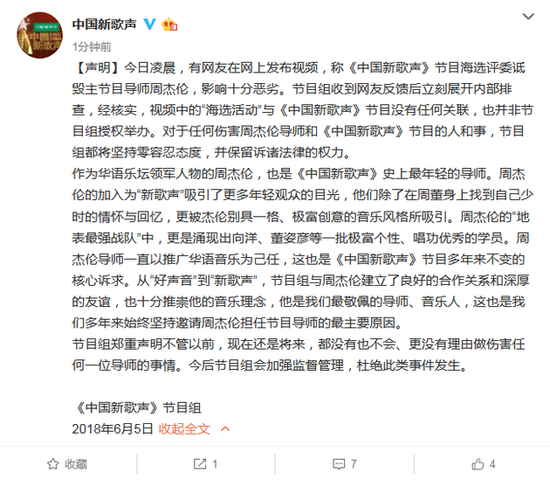 中国新歌声
中国新歌声
1分钟前
【声明】今日凌晨，有网友在网上发布视频，称《中国新歌声》节目海选评委诋
毁主节目导师周杰伦，影响十分恶劣。节目组收到网友反馈后立刻展开内部排
查，经核实，视频中的“海选活动”与《中国新歌声》节目没有任何关联，也并非节
目组授权举办。对于任何伤害周杰伦导师和《中国新歌声》节目的人和事，节目
组都将坚持零容忍态度，并保留诉诸法律的权力。
作为华语乐坛领军人物的周杰伦，也是《中国新歌声》史上最年轻的导师。周杰
伦的加入为“新歌声”吸引了更多年轻观众的目光，他们除了在周董身上找到自己少
时的情怀与回忆，更被杰伦别具一格、极富创意的音乐风格所吸引。周杰伦的“地
表最强战队”中，更是涌现出向洋、董姿彦等一批极富个性、唱功优秀的学员。周
杰伦导师一直以推广华语音乐为己任，这也是《中国新歌声》节目多年来不变的
核心诉求。从“好声音”到“新歌声”，节目组与周杰伦建立了良好的合作关系和深厚
的友谊，也十分推崇他的音乐理念，他是我们最敬佩的导师、音乐人，这也是我
们多年来始终坚持邀请周杰伦担任节目导师的最主要原因。
节目组郑重声明不管以前，现在还是将来，都没有也不会、更没有理由做伤害任
何一位导师的事情。今后节目组会加强监督管理，杜绝此类事件发生。
《中国新歌声》节目组
2018年6月5日 收起全文
收藏 1 7 4